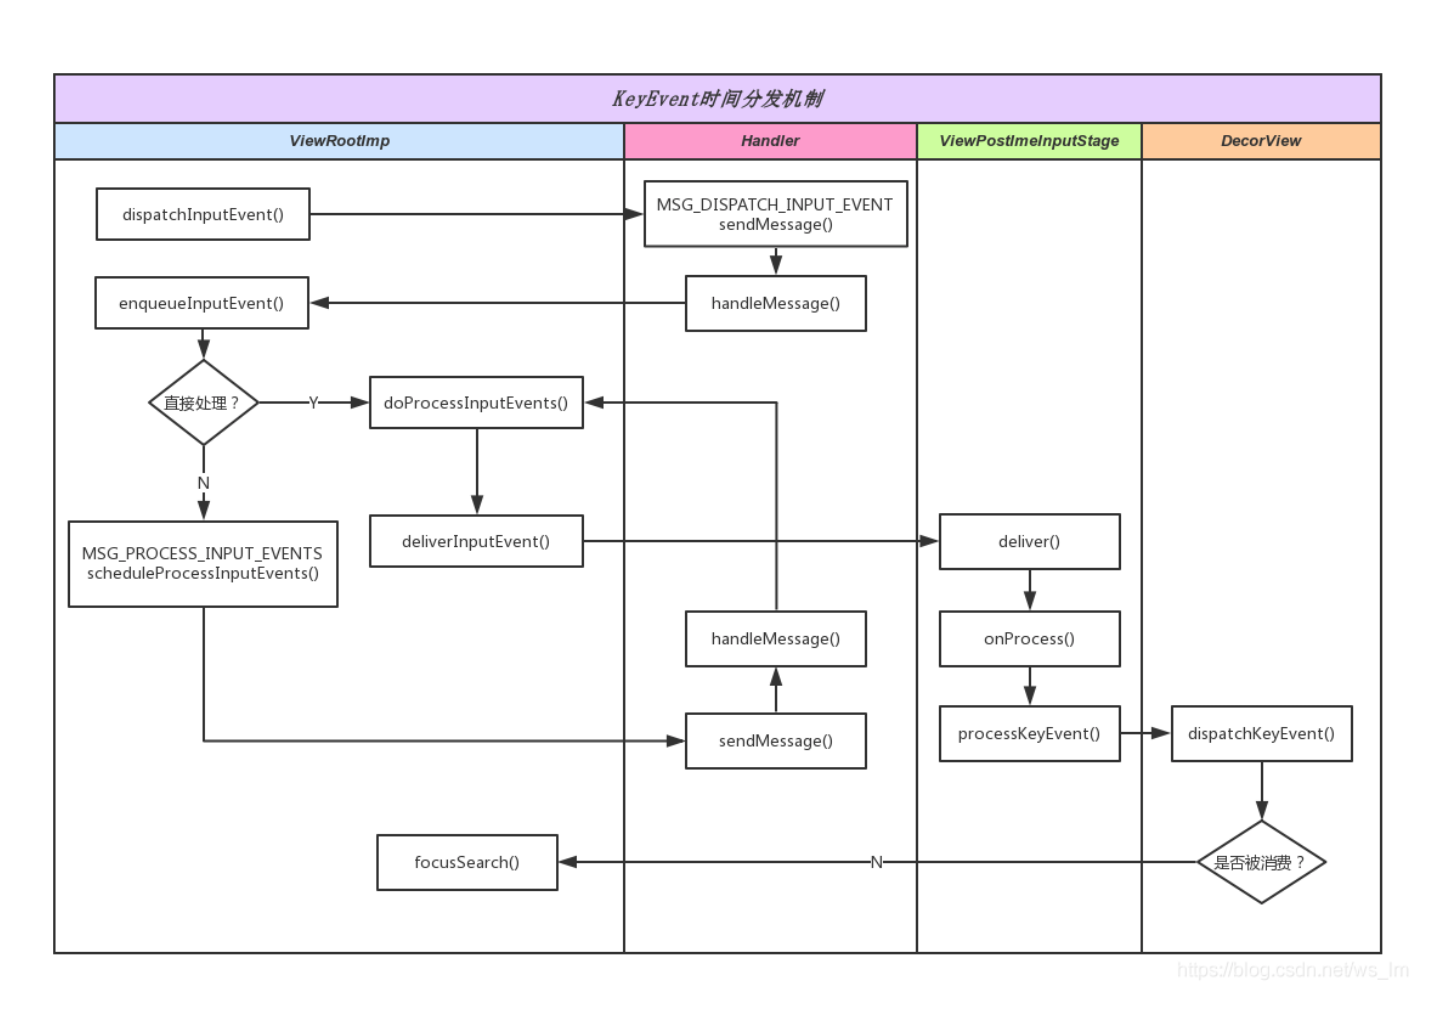 KeyEvent时间分发机制
ViewRootImp
Handler
ViewPostImeInputStage
DecorView
dispatchInputEvent()
MSG_DISPATCH_INPUT_EVENT
sendMessage()
enqueueInputEvent()
handleMessage()
直接处理？
Y
doProcessInputEvents()
N
MSG_PROCESS_INPUT_EVENTS
scheduleProcessInputEvents()
deliverInputEvent()
deliver()
handleMessage()
onProcess()
sendMessage()
processKeyEvent()
dispatchKeyEvent()
focusSearch()
N
是否被消费？
https://blog.csdn.net/ws_lm